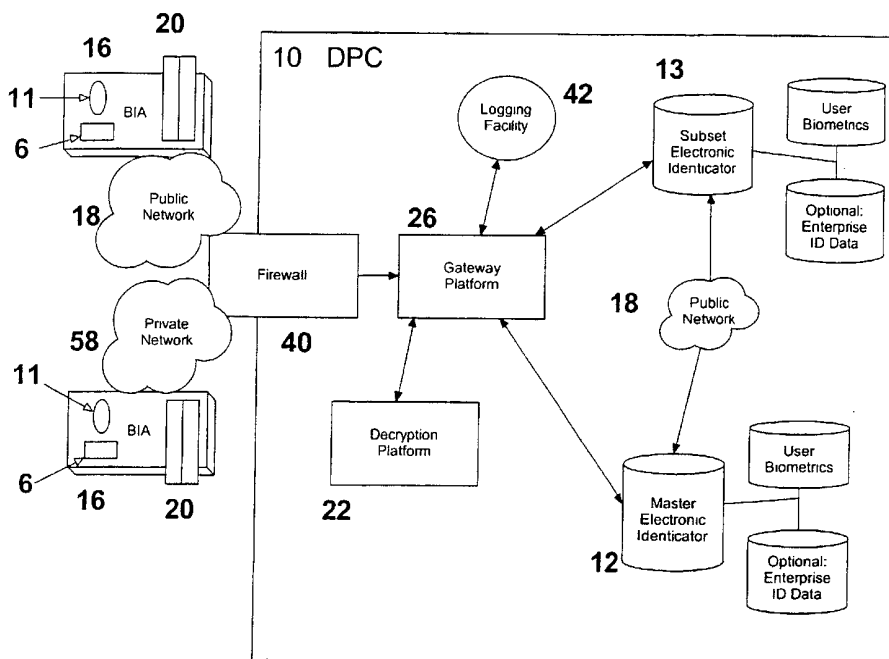 20
16
10 DPC
13
42
11
BIA
6
Logging
Facility
User
Biometrics
Subset
Electronic
Identicator
Optional:
Enterprise
ID Data
Public
Network
18
26
Firewall
Gateway
Platform
18
Public
Network
Private
Network
58
40
11
BIA
6
16
20
Decryption
Platform
22
User
Biometrics
Master
Electronic
Identicator
12
Optional:
Enterprise
ID Data